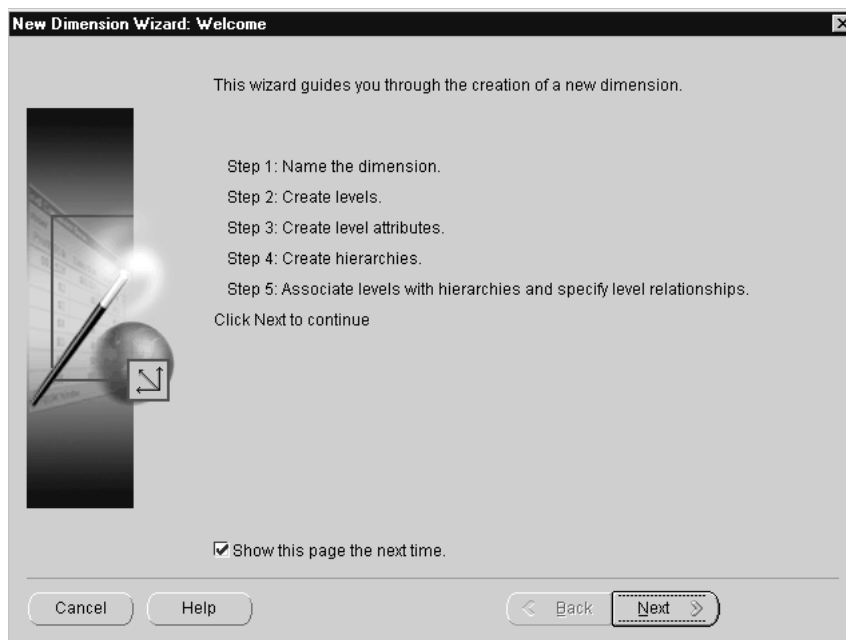 New Dimension Wizard: Welcome
This wizard guides you through the creation of a new dimension.
Step 1: Name the dimension.
Step 2: Create levels.
Step 3: Create level attributes.
Step 4: Create hierarchies.
Step 5: Associate levels with hierarchies and specify level relationships.
Click Next to continue
Show this page the next time.
Cancel Help Back Next